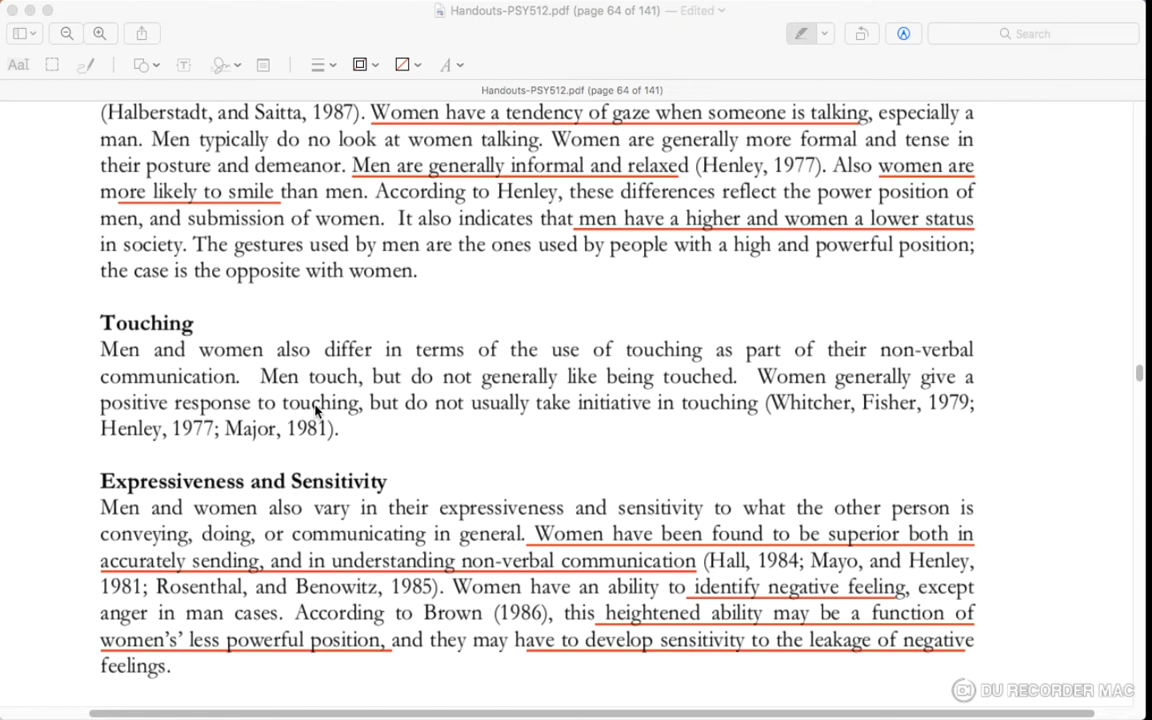 Handouts-PSY512.pdf (page 64 of 141) — Edited
Search
AaI
T
A
Handouts-PSY512.pdf (page 64 of 141)
(Halberstadt, and Saitta, 1987). Women have a tendency of gaze when someone is talking, especially a
man. Men typically do no look at women talking. Women are generally more formal and tense in
their posture and demeanor. Men are generally informal and relaxed (Henley, 1977). Also women are
more likely to smile than men. According to Henley, these differences reflect the power position of
men, and submission of women. It also indicates that men have a higher and women a lower status
in society. The gestures used by men are the ones used by people with a high and powerful position;
the case is the opposite with women.
Touching
Men and women also differ in terms of the use of touching as part of their non-verbal
communication. Men touch, but do not generally like being touched. Women generally give a
positive response to touching, but do not usually take initiative in touching (Whitcher, Fisher, 1979;
Henley, 1977; Major, 1981).
Expressiveness and Sensitivity
Men and women also vary in their expressiveness and sensitivity to what the other person is
conveying, doing, or communicating in general. Women have been found to be superior both in
accurately sending, and in understanding non-verbal communication (Hall, 1984; Mayo, and Henley,
1981; Rosenthal, and Benowitz, 1985). Women have an ability to identify negative feeling, except
anger in man cases. According to Brown (1986), this heightened ability may be a function of
women's' less powerful position, and they may have to develop sensitivity to the leakage of negative
feelings.
DU RECORDER MAC